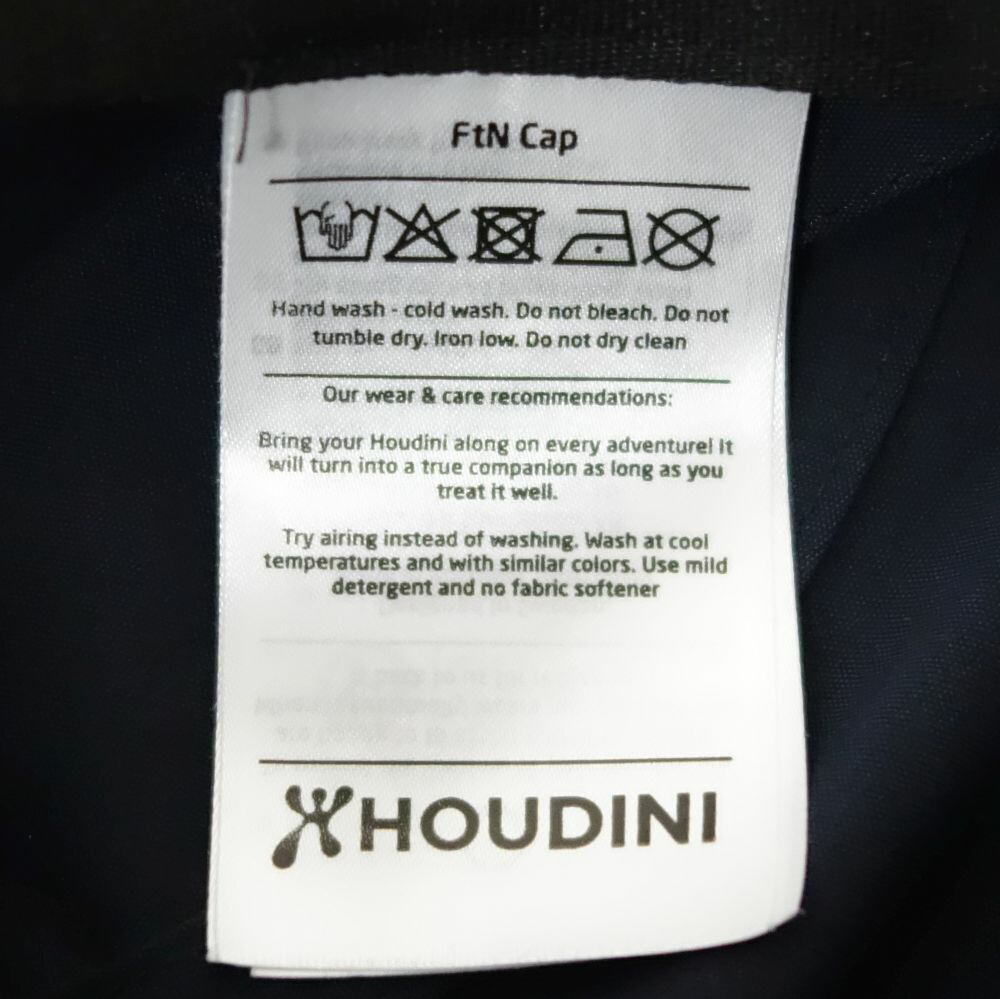 FtN Cap
Hand wash - cold wash. Do not bleach. Do not
tumble dry. Iron low. Do not dry clean
Our wear & care recommendations:
Bring your Houdini along on every adventure! It
will turn into a true companion as long as you
treat it well.
Try airing instead of washing. Wash at cool
temperatures and with similar colors. Use mild
detergent and no fabric softener
HOUDINI